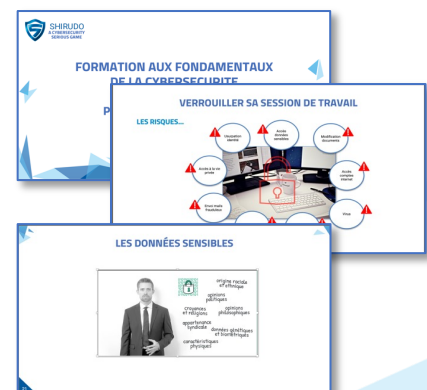 SHIRUDO
A CYBERSECURITY
SERIOUS GAME
FORMATION AUX FONDAMENTAUX
DE LA CYBERSECURITE
P
VERROUILLER SA SESSION DE TRAVAIL
LES RISQUES...
Usurpation
identité
Accès
données
sensibles
Modification
documents
Accès à la vie
privée
Accès
comptes
internet
Envoi mails
frauduleux
Virus
LES DONNÉES SENSIBLES
origine raciale
et ethnique
opinions
politiques
croyances
et religions
opinions
philosophiques
appartenance
syndicale
données génétiques
et biométriques
caractéristiques
physiques